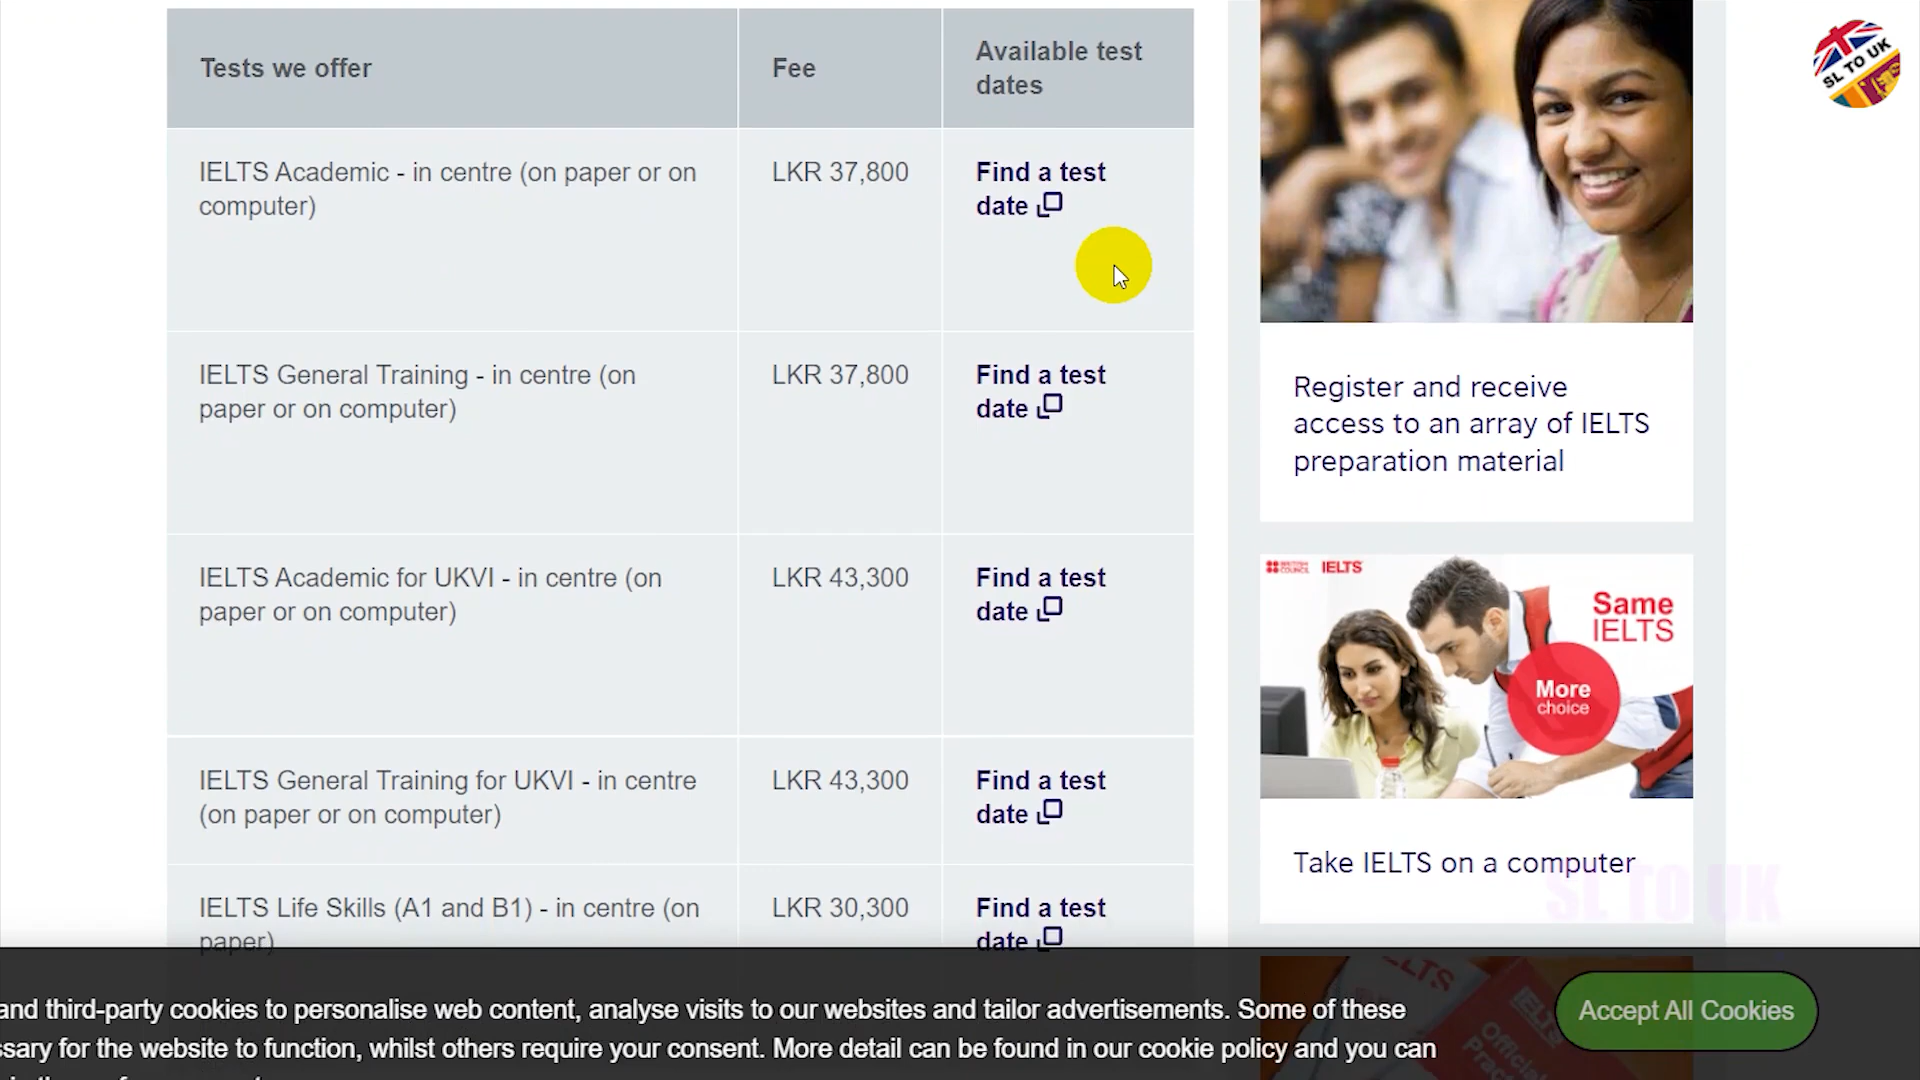 Tests we offer
Fee
Available test
dates
IELTS Academic - in centre (on paper or on
computer)
LKR 37,800
Find a test
date
IELTS General Training - in centre (on
paper or on computer)
LKR 37,800
Find a test
date
IELTS Academic for UKVI - in centre (on
paper or on computer)
LKR 43,300
Find a test
date
IELTS General Training for UKVI - in centre
(on paper or on computer)
LKR 43,300
Find a test
date
IELTS Life Skills (A1 and B1) - in centre (on
paper)
LKR 30,300
Find a test
date
SL TO UK
Register and receive
access to an array of IELTS
preparation material
BRITISH
COUNCIL
IELTS
Same
IELTS
More
choice
Take IELTS on a computer
SL TO UK
IELTS
Official
and third-party cookies to personalise web content, analyse visits to our websites and tailor advertisements. Some of these
ssary for the website to function, whilst others require your consent. More detail can be found in our cookie policy and you can
Accept All Cookies